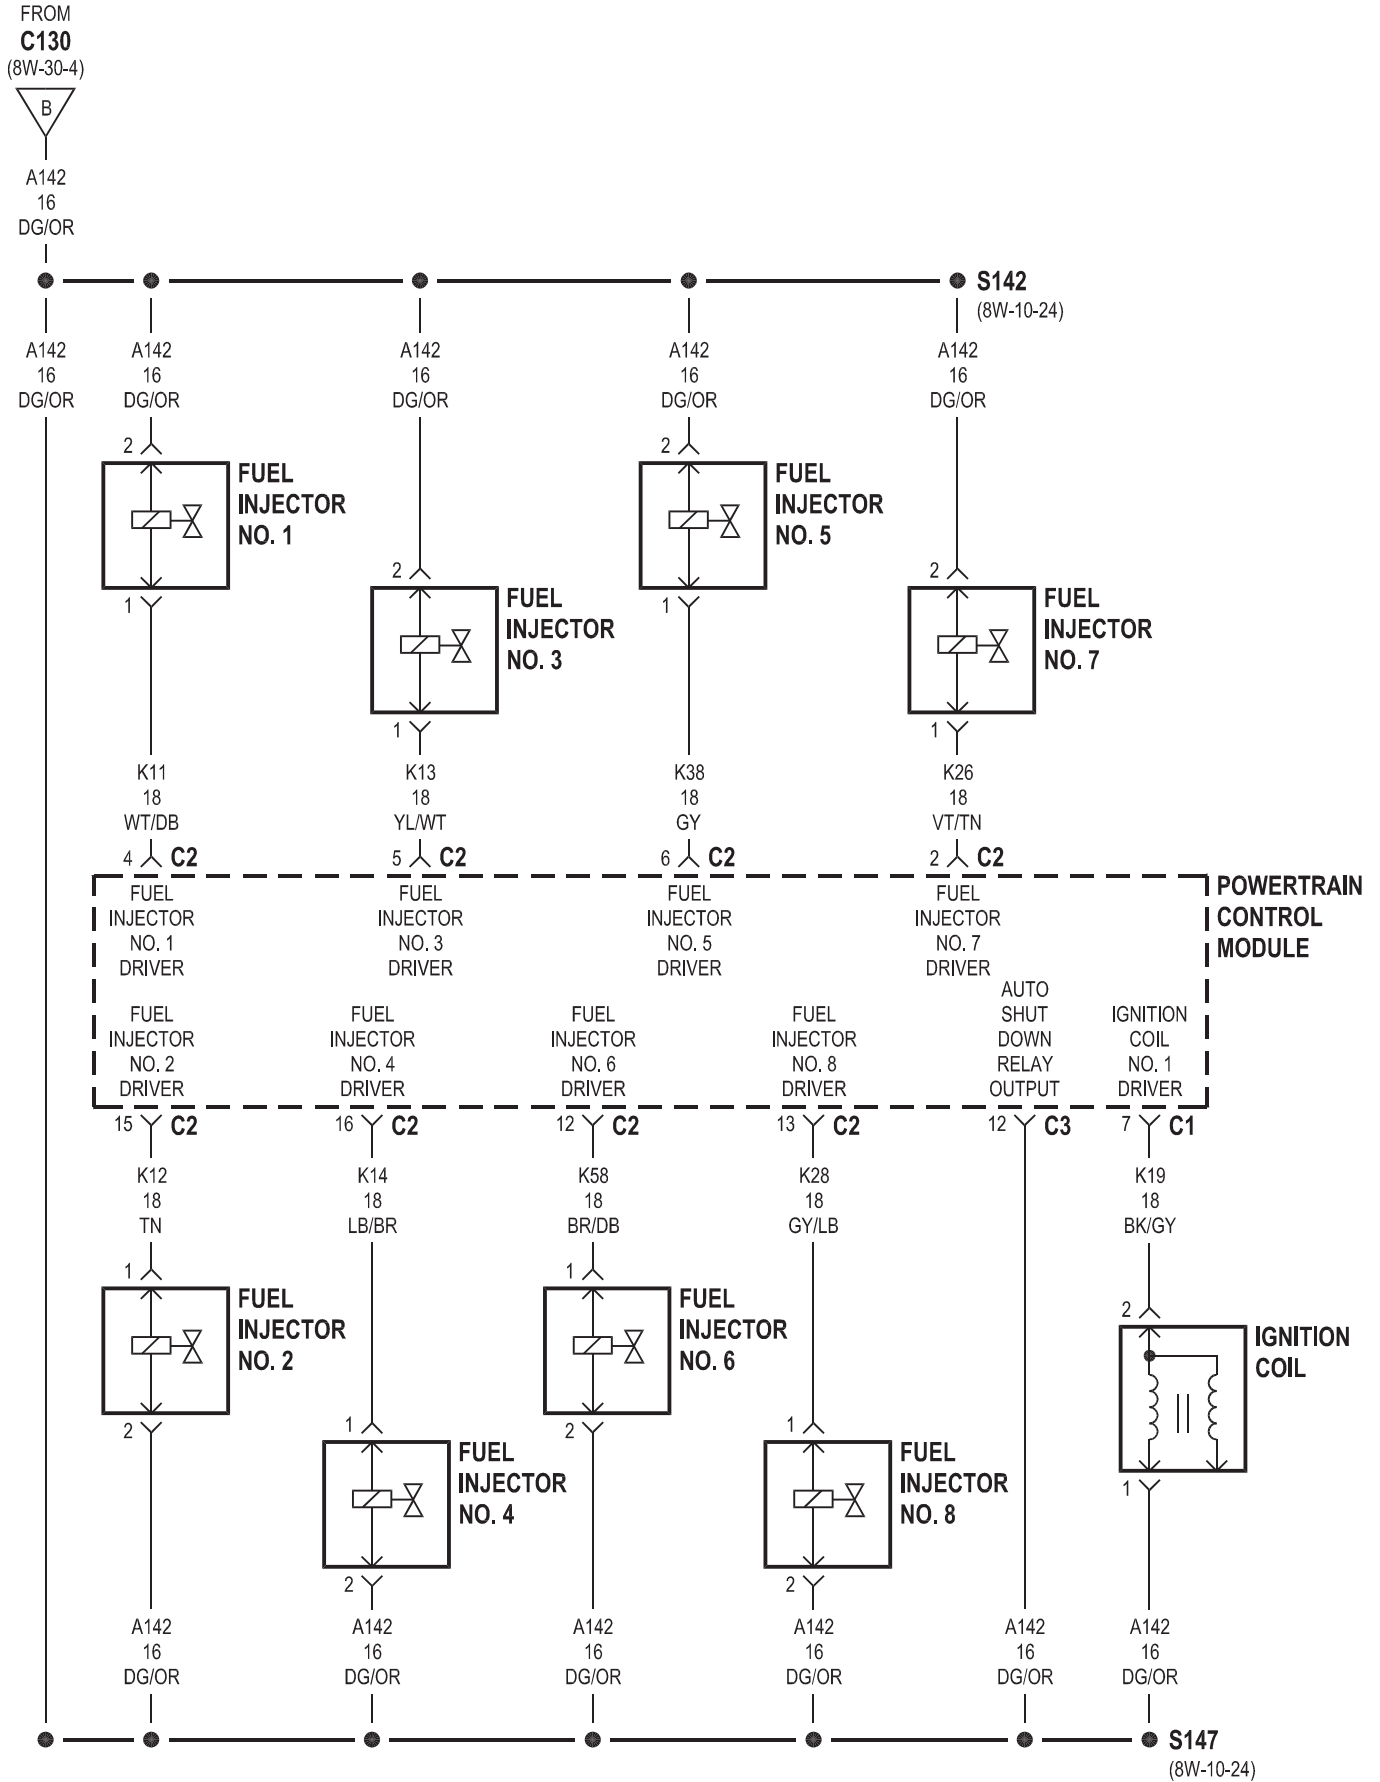 FROM
C130
(8W-30-4)
B
A142
16
DG/OR
S142
(8W-10-24)
A142 A142 A142 A142 A142
16 16 16 16 16
DG/OR DG/OR DG/OR DG/OR DG/OR
2
FUEL
INJECTOR
NO. 1
1
2
FUEL
INJECTOR
NO. 3
1
2
FUEL
INJECTOR
NO. 5
1
2
FUEL
INJECTOR
NO. 7
1
K11 K13 K38 K26
18 18 18 18
WT/DB YL/WT GY VT/TN
4 C2 5 C2 6 C2 2 C2
POWERTRAIN
CONTROL
MODULE
FUEL FUEL FUEL FUEL
INJECTOR INJECTOR INJECTOR INJECTOR
NO. 1 NO. 3 NO. 5 NO. 7
DRIVER DRIVER DRIVER DRIVER
FUEL
INJECTOR
NO. 2
DRIVER
FUEL
INJECTOR
NO. 4
DRIVER
FUEL
INJECTOR
NO. 6
DRIVER
FUEL
INJECTOR
NO. 8
DRIVER
AUTO
SHUT
DOWN
RELAY
OUTPUT
IGNITION
COIL
NO. 1
DRIVER
15 C2 16 C2 12 C2 13 C2 12 C3 7 C1
K12 K14 K58 K28 K19
18 18 18 18 18
TN LB/BR BR/DB GY/LB BK/GY
1
FUEL
INJECTOR
NO. 2
2
1
FUEL
INJECTOR
NO. 4
2
1
FUEL
INJECTOR
NO. 6
2
1
FUEL
INJECTOR
NO. 8
2
2
IGNITION
COIL
1
A142 A142 A142 A142 A142 A142
16 16 16 16 16 16
DG/OR DG/OR DG/OR DG/OR DG/OR DG/OR
S147
(8W-10-24)